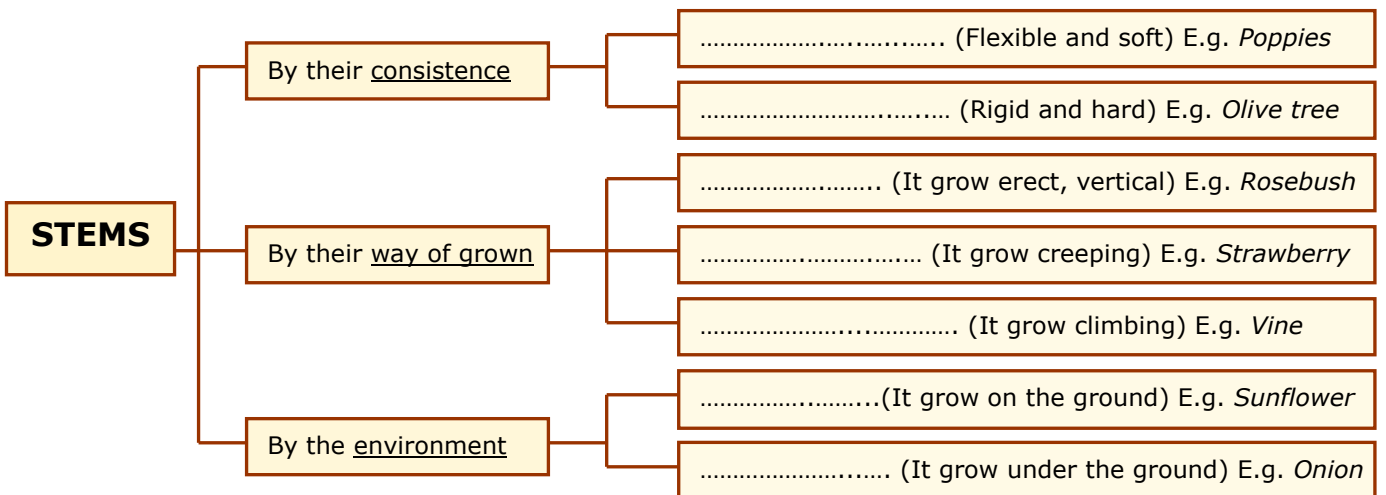 STEMS
By their consistence
………………..…..…...…... (Flexible and soft) E.g. Poppies
………………………..…..… (Rigid and hard) E.g. Olive tree
By their way of grown
……………….…….. (It grow erect, vertical) E.g. Rosebush
…………….……….….… (It grow creeping) E.g. Strawberry
…………………....…………. (It grow climbing) E.g. Vine
By the environment
……………..……...(It grow on the ground) E.g. Sunflower
…………………...…. (It grow under the ground) E.g. Onion